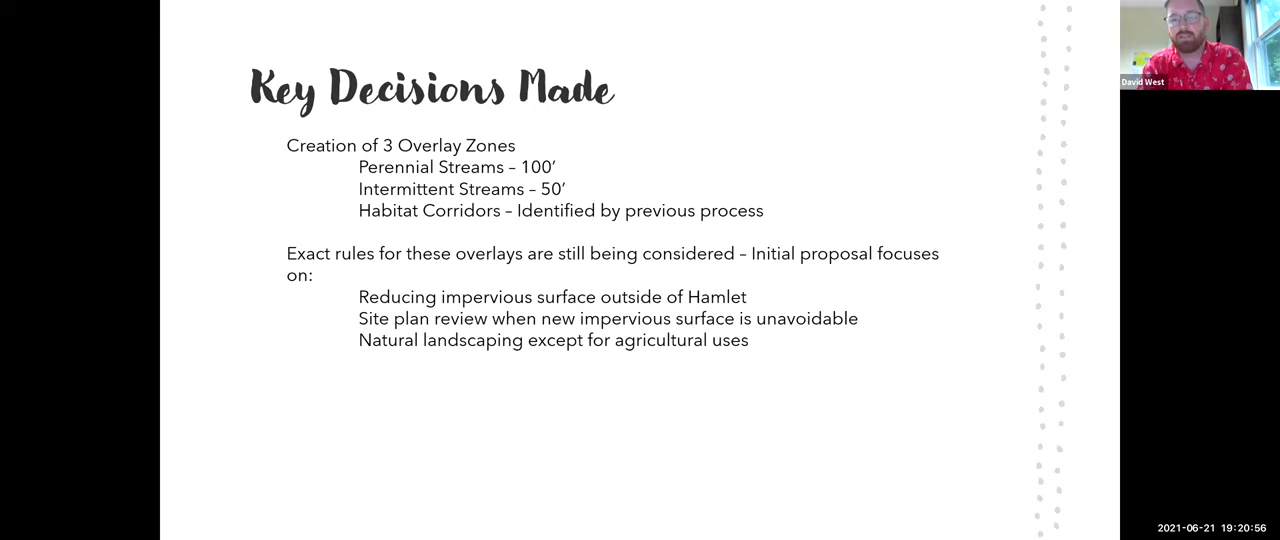 Key Decisions Made
Creation of 3 Overlay Zones
Perennial Streams – 100’
Intermittent Streams – 50’
Habitat Corridors – Identified by previous process
Exact rules for these overlays are still being considered – Initial proposal focuses
on:
Reducing impervious surface outside of Hamlet
Site plan review when new impervious surface is unavoidable
Natural landscaping except for agricultural uses
David West
2021-06-21 19:20:56